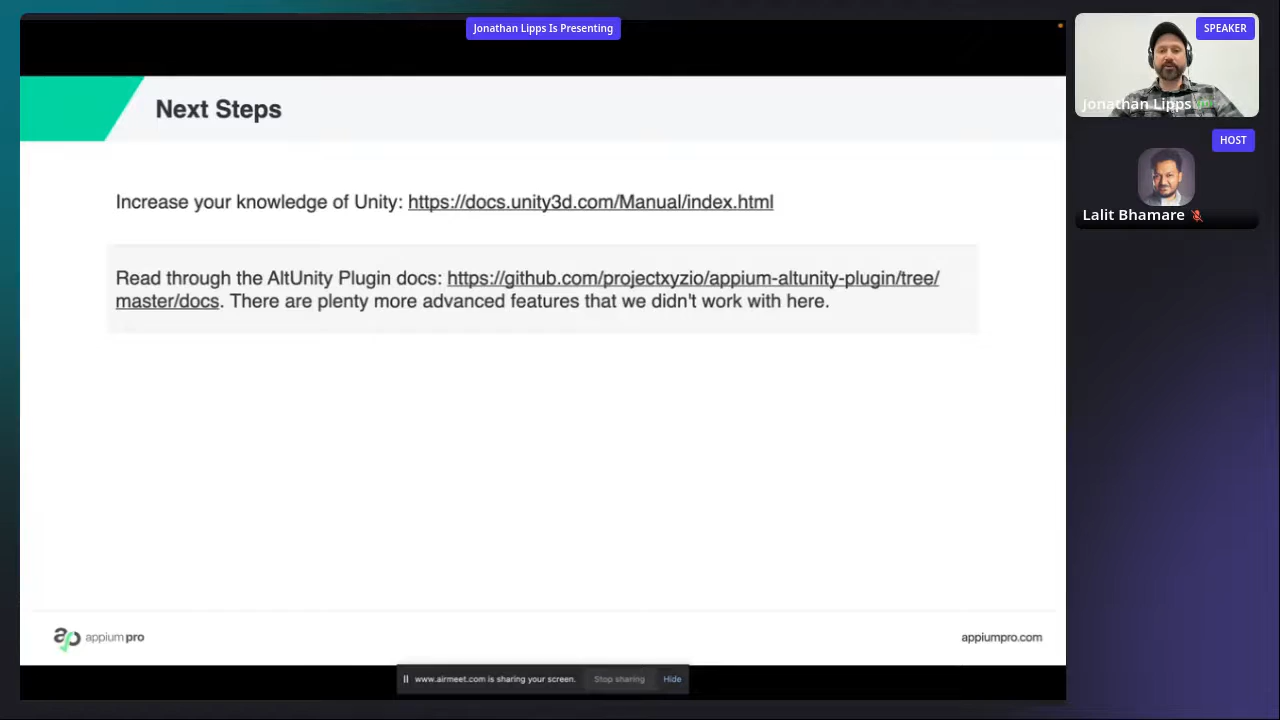 Jonathan Lipps Is Presenting
SPEAKER
Jonathan Lipps
HOST
Lalit Bhamare
Next Steps
Increase your knowledge of Unity: https://docs.unity3d.com/Manual/index.html
Read through the AltUnity Plugin docs: https://github.com/projectxyzio/appium-altunity-plugin/tree/
master/docs. There are plenty more advanced features that we didn't work with here.
appium pro
appiumpro.com
www.airmeet.com is sharing your screen.
Stop sharing
Hide